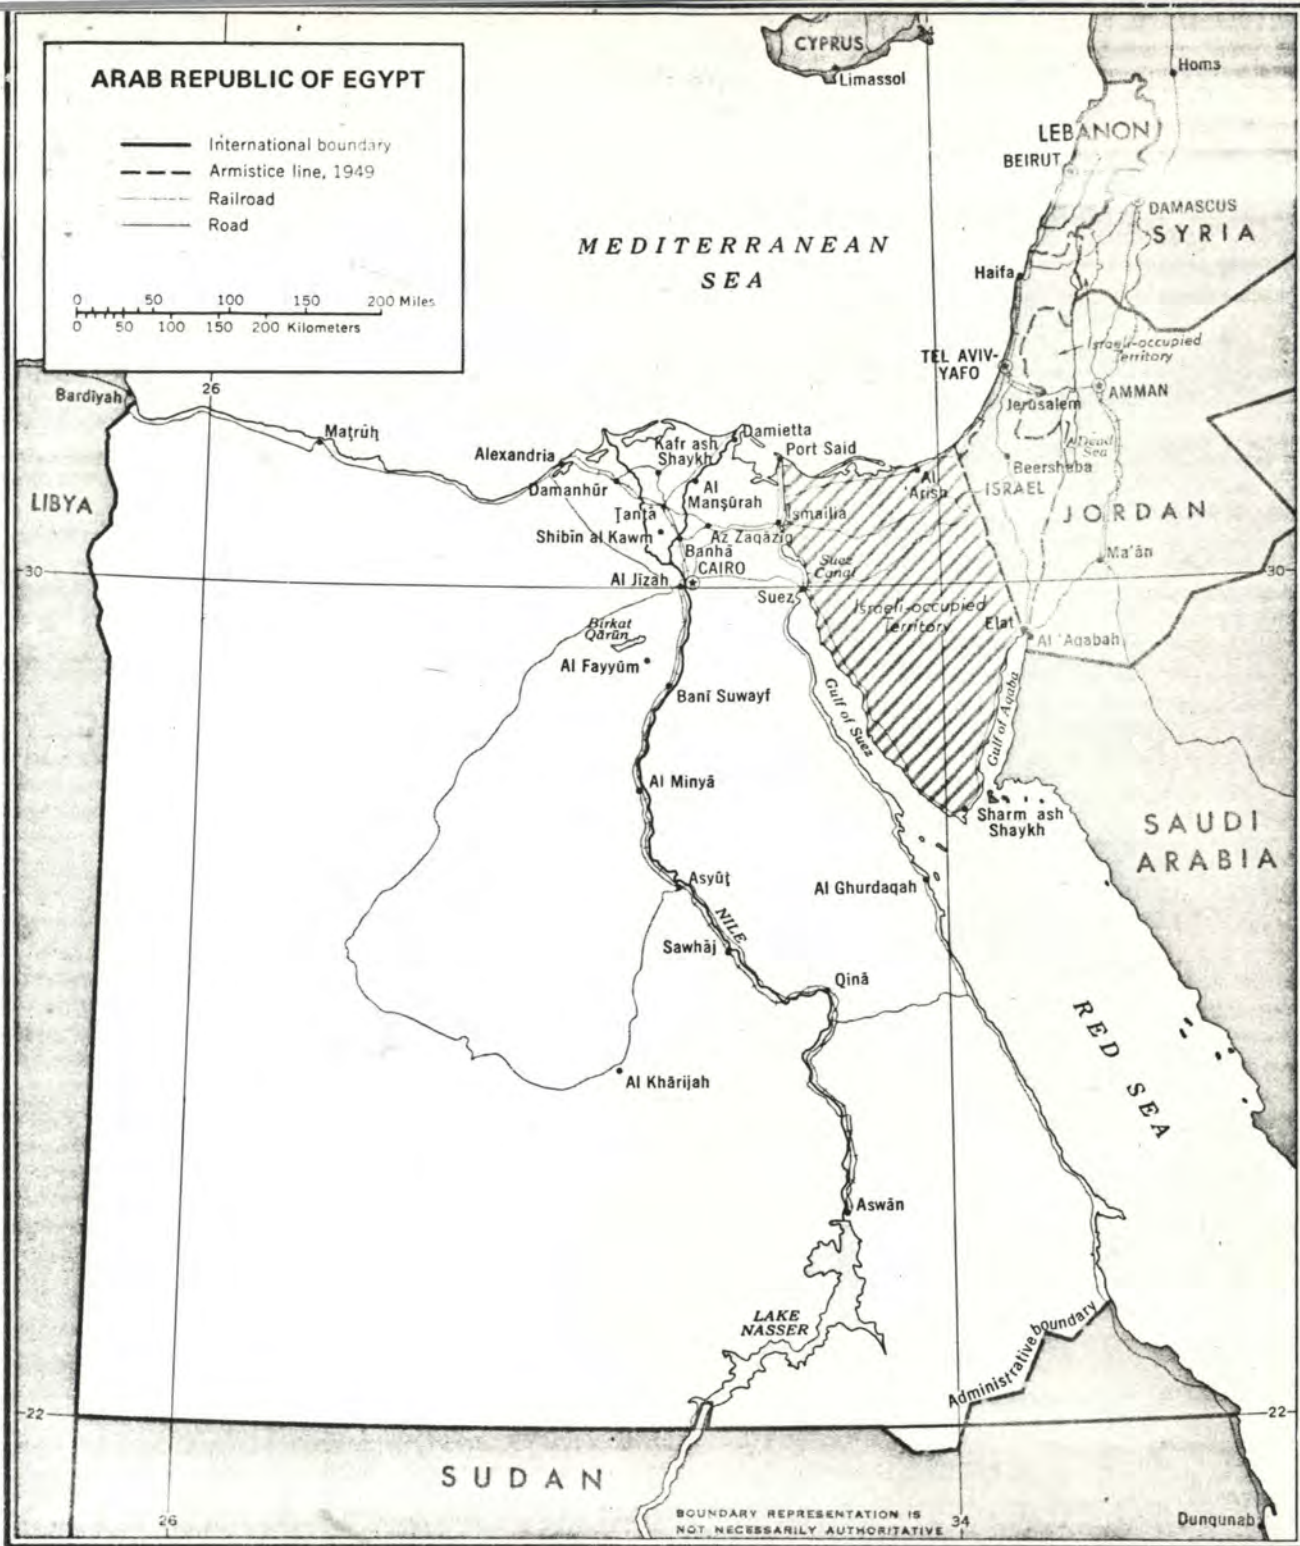 ARAB REPUBLIC OF EGYPT
International boundary
Armistice line, 1949
Railroad
Road
0 50 100 150 200 Miles
0 50 100 150 200 Kilometers
CYPRUS
34
Limassol
Homs
LEBANON
BEIRUT
DAMASCUS
SYRIA
MEDITERRANEAN
SEA
Haifa
Israeli-occupied
Territory
TEL AVIV-
YAFO
AMMAN
Jerusalem
Dead
Sea
Beersheba
ISRAEL
JORDAN
Ma'ān
Bardīyah
26
Maţrūḥ
LIBYA
Alexandria
Kafr ash
Shaykh
Damietta
Port Said
Al
'Arīsh
Damanhūr
Al
Manşūrah
Ţanţā
Ismailia
Shibīn al Kawm
Az Zaqāzīq
Banhā
CAIRO
Suez
Canal
30
30
Al Jīzah
Suez
Israeli-occupied
Territory
Elat
Al 'Aqabah
Birkat
Qārūn
Al Fayyūm
Banī Suwayf
Gulf of Suez
Gulf of Aqaba
Al Minyā
Sharm ash
Shaykh
SAUDI
ARABIA
Asyūţ
Al Ghurdaqah
NILE
Sawhāj
Qinā
RED SEA
Al Khārijah
Aswān
LAKE
NASSER
Administrative boundary
22
22
SUDAN
BOUNDARY REPRESENTATION IS
NOT NECESSARILY AUTHORITATIVE
26
34
Dunqunab